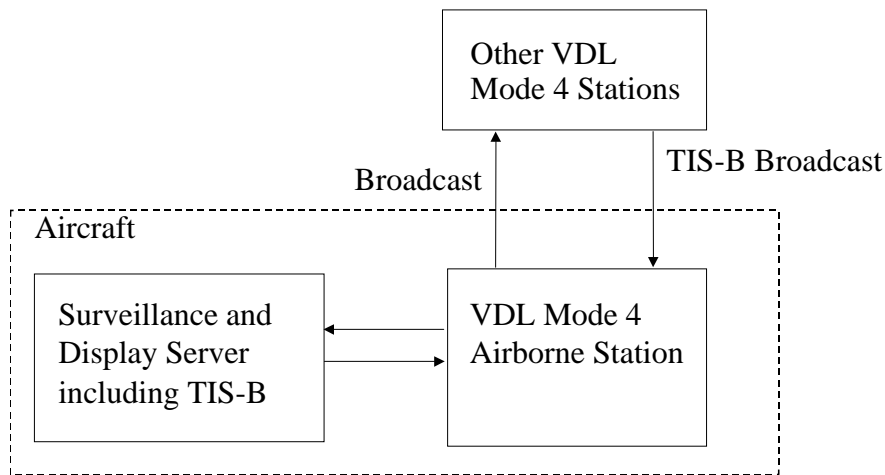 Other VDL
Mode 4 Stations
Broadcast
TIS-B Broadcast
Aircraft
Surveillance and
Display Server
including TIS-B
VDL Mode 4
Airborne Station